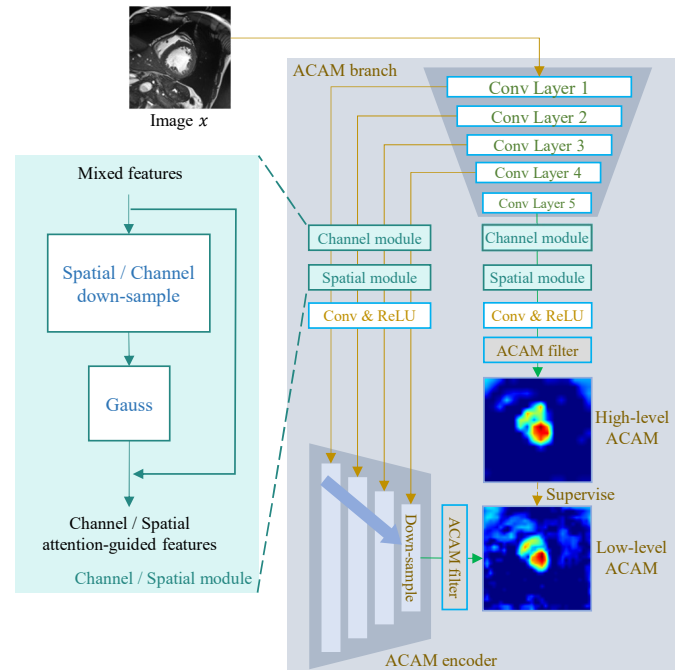 Image x
ACAM branch
Conv Layer 1
Conv Layer 2
Conv Layer 3
Conv Layer 4
Conv Layer 5
Mixed features
Spatial / Channel
down-sample
Gauss
Channel / Spatial
attention-guided features
Channel / Spatial module
Channel module
Spatial module
Conv & ReLU
Channel module
Spatial module
Conv & ReLU
ACAM filter
High-level
ACAM
Supervise
Low-level
ACAM
Down-sample
ACAM filter
ACAM encoder